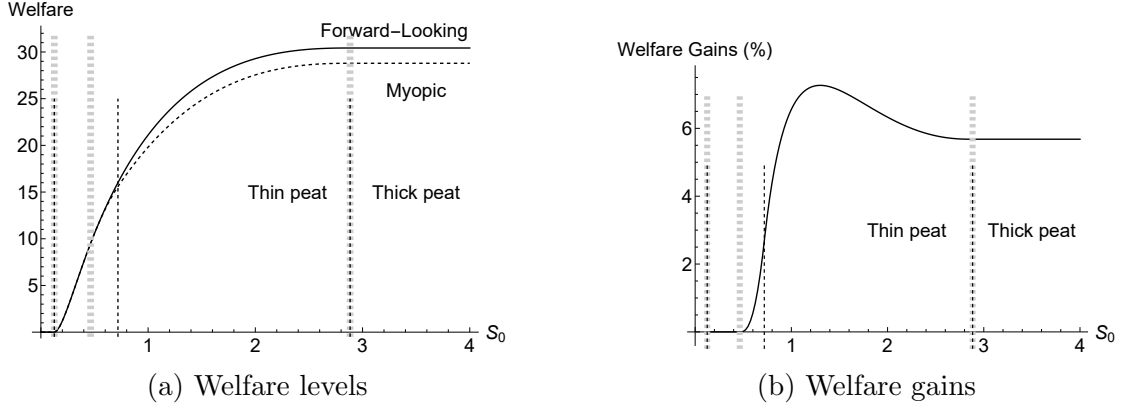 Welfare
30
25
20
15
10
5
Forward–Looking
Myopic
Thin peat Thick peat
1 2 3 4 S0
(a) Welfare levels
Welfare Gains (%)
6
4
2
Thin peat Thick peat
1 2 3 4 S0
(b) Welfare gains